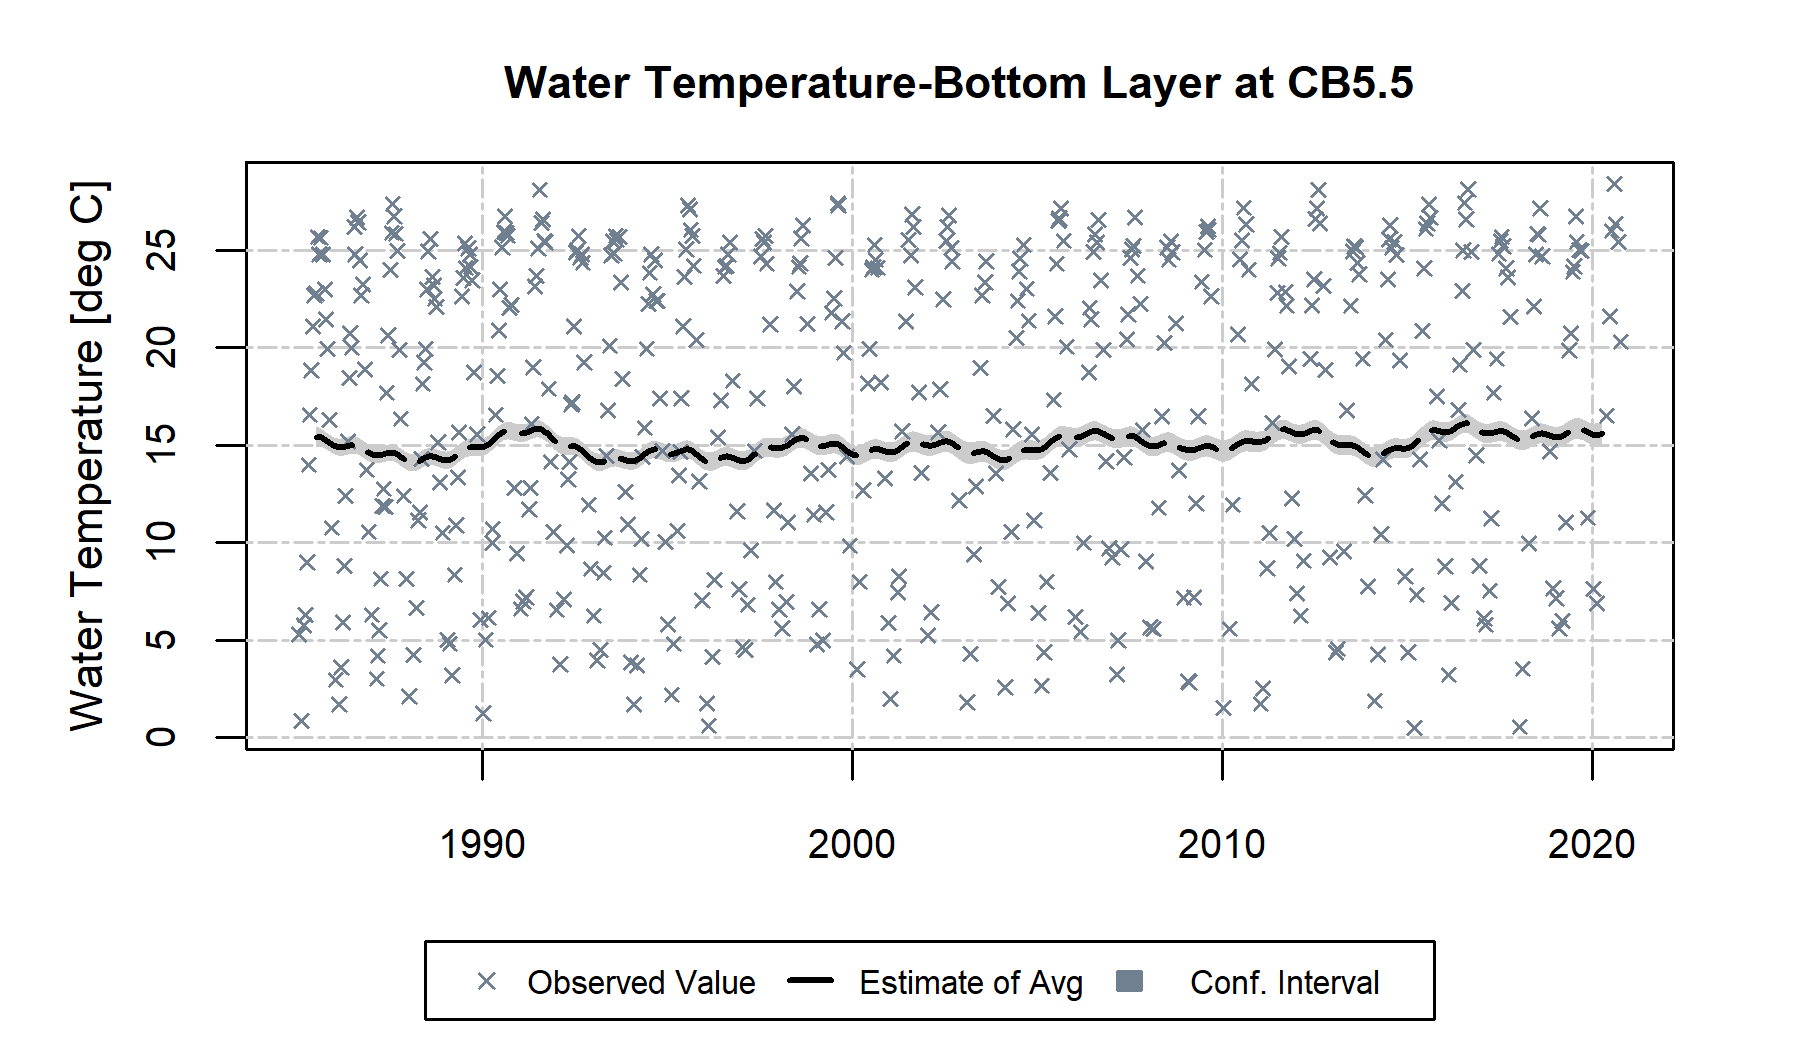 Water Temperature-Bottom Layer at CB5.5
Water Temperature [deg C]
25
20
15
10
5
0
1990 2000 2010 2020
Observed Value Estimate of Avg Conf. Interval